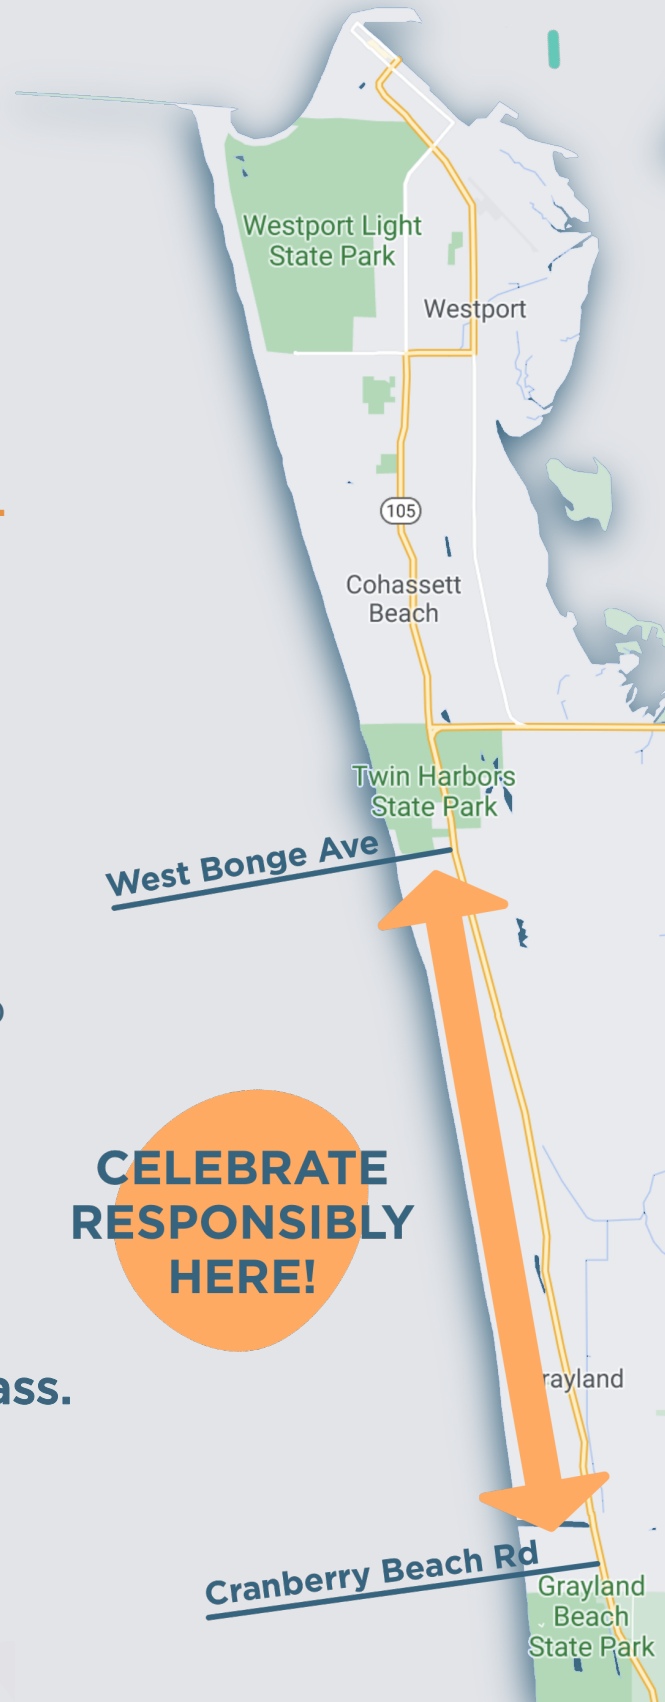 Westport Light
State Park
Westport
105
Cohassett
Beach
Twin Harbors
State Park
West Bonge Ave
CELEBRATE
RESPONSIBLY
HERE!
rayland
ass.
Cranberry Beach Rd
Grayland
Beach
State Park